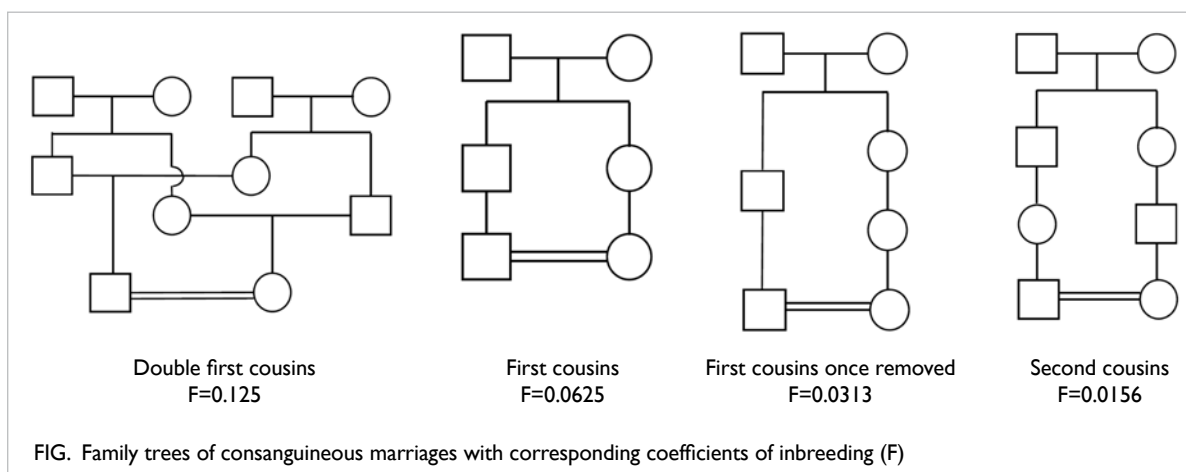 Double first cousins
F=0.125
First cousins
F=0.0625
First cousins once removed
F=0.0313
Second cousins
F=0.0156
FIG. Family trees of consanguineous marriages with corresponding coefficients of inbreeding (F)